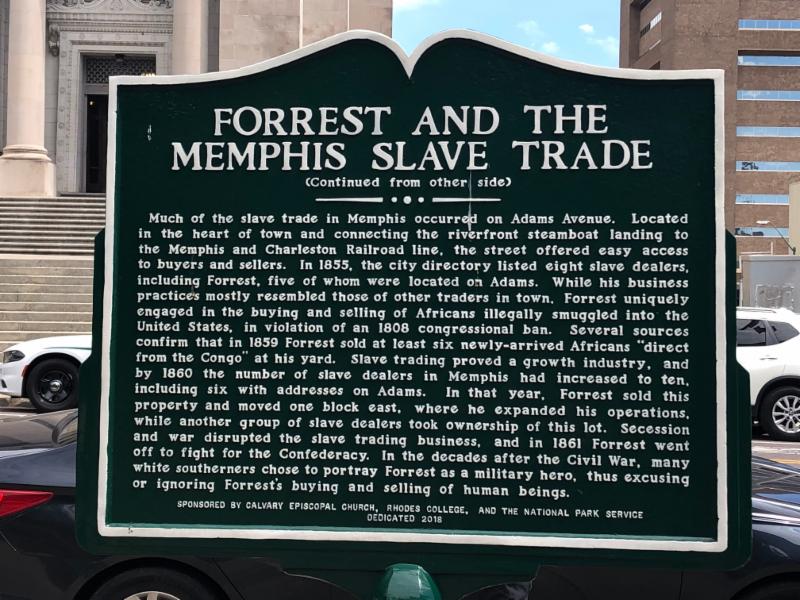 FORREST AND THE
MEMPHIS SLAVE TRADE
(Continued from other side)
Much of the slave trade in Memphis occurred on Adams Avenue. Located
in the heart of town and connecting the riverfront steamboat landing to
the Memphis and Charleston Railroad line, the street offered easy access
to buyers and sellers. In 1855, the city directory listed eight slave dealers,
including Forrest, five of whom were located on Adams. While his business
practices mostly resembled those of other traders in town, Forrest uniquely
engaged in the buying and selling of Africans illegally smuggled into the
United States, in violation of an 1808 congressional ban. Several sources
confirm that in 1859 Forrest sold at least six newly-arrived Africans "direct
from the Congo" at his yard. Slave trading proved a growth industry, and
by 1860 the number of slave dealers in Memphis had increased to ten,
including six with addresses on Adams. In that year, Forrest sold this
property and moved one block east, where he expanded his operations,
while another group of slave dealers took ownership of this lot. Secession
and war disrupted the slave trading business, and in 1861 Forrest went
off to fight for the Confederacy. In the decades after the Civil War, many
white southerners chose to portray Forrest as a military hero, thus excusing
or ignoring Forrest's buying and selling of human beings.
SPONSORED BY CALVARY EPISCOPAL CHURCH, RHODES COLLEGE, AND THE NATIONAL PARK SERVICE
DEDICATED 2018